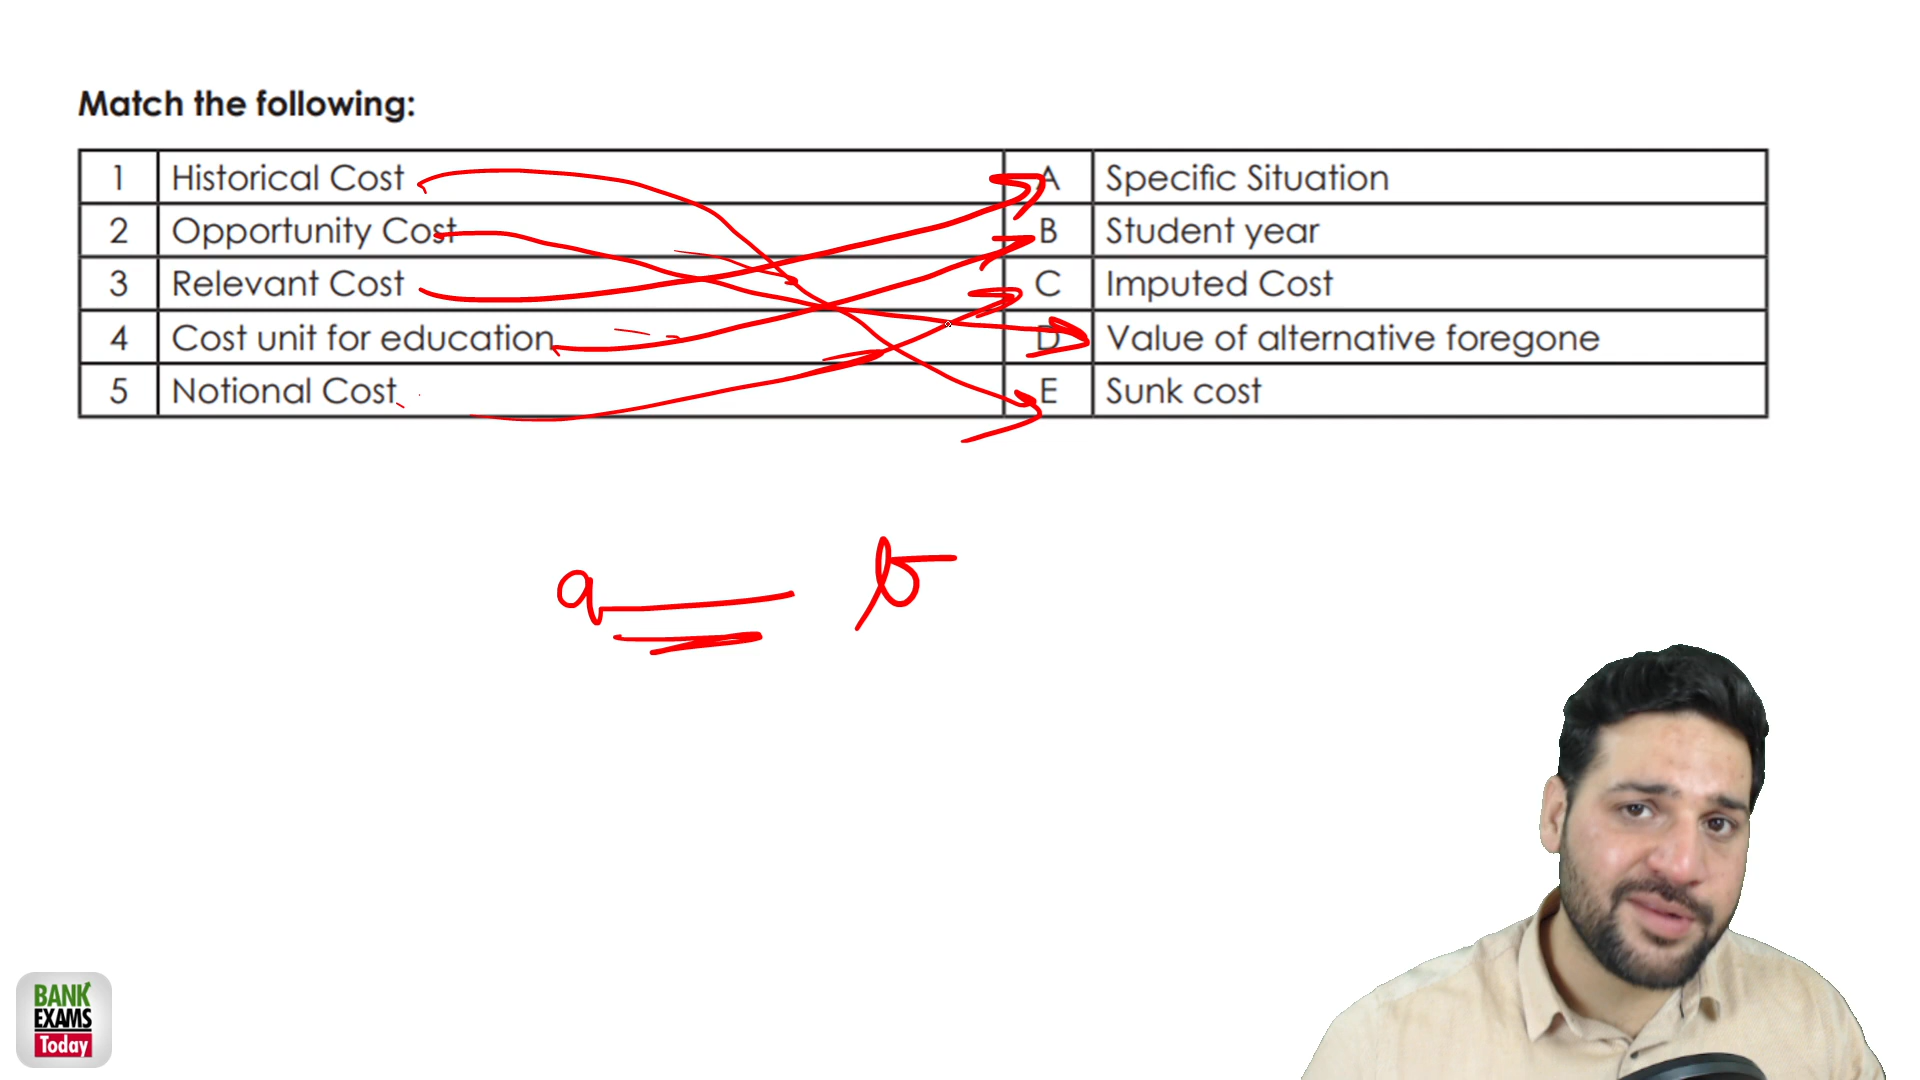 Match the following:
1 Historical Cost A Specific Situation
2 Opportunity Cost B Student year
3 Relevant Cost C Imputed Cost
4 Cost unit for education D Value of alternative foregone
5 Notional Cost E Sunk cost
a b
BANK
EXAMS
Today